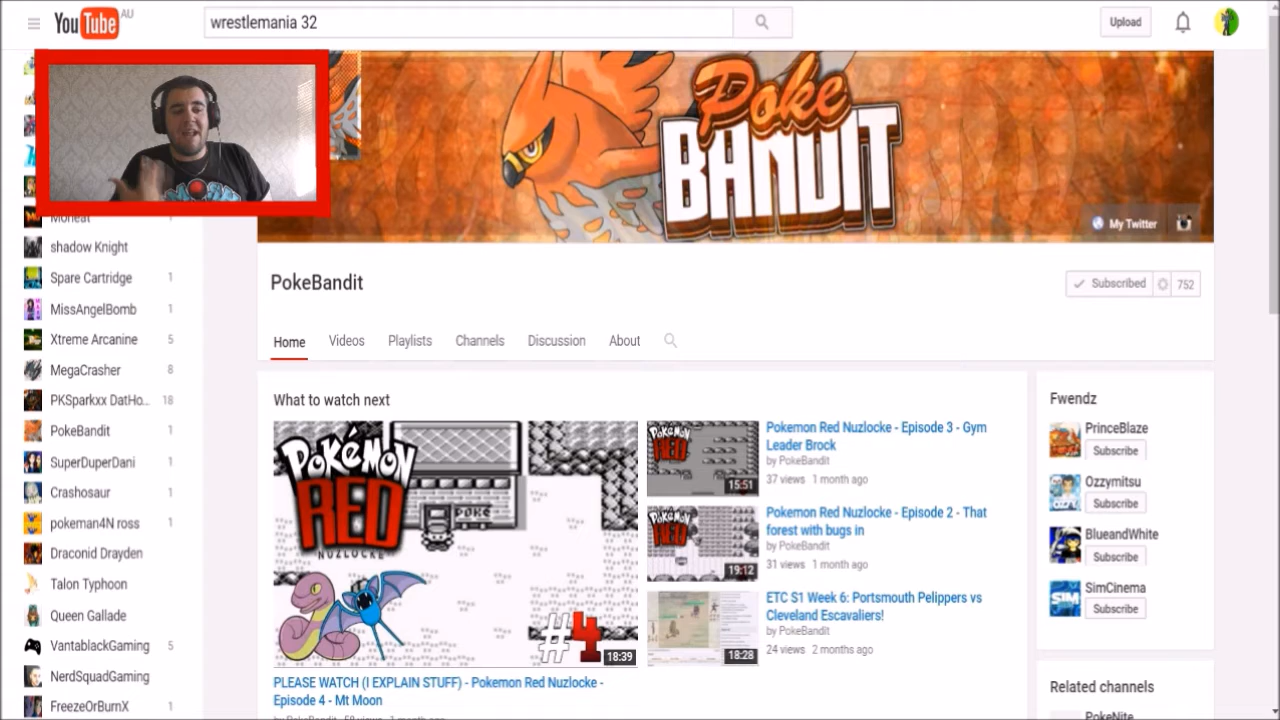 YouTube AU
wrestlemania 32
Upload
Poke
BANDIT
My Twitter
PokeBandit
Subscribed 752
Home Videos Playlists Channels Discussion About
shadow Knight
Spare Cartridge 1
MissAngelBomb 1
Xtreme Arcanine 5
MegaCrasher 8
PKSparkxx DatHo... 18
PokeBandit 1
SuperDuperDani 1
Crashosaur 1
pokeman4N ross 1
Draconid Drayden
Talon Typhoon
Queen Gallade
VantablackGaming 5
NerdSquadGaming
FreezeOrBurnX 1
What to watch next
POKéMON
RED
NUZLOCKE
POKE
#4
18:39
PLEASE WATCH (I EXPLAIN STUFF) - Pokemon Red Nuzlocke -
Episode 4 - Mt Moon
POKéMON
RED
15:51
Pokemon Red Nuzlocke - Episode 3 - Gym
Leader Brock
by PokeBandit
37 views 1 month ago
POKéMON
RED
19:12
Pokemon Red Nuzlocke - Episode 2 - That
forest with bugs in
by PokeBandit
31 views 1 month ago
18:28
ETC S1 Week 6: Portsmouth Pelippers vs
Cleveland Escavaliers!
by PokeBandit
24 views 2 months ago
Fwendz
PrinceBlaze
Subscribe
Ozzymitsu
Subscribe
BlueandWhite
Subscribe
SIM
SimCinema
Subscribe
Related channels
PokeNite